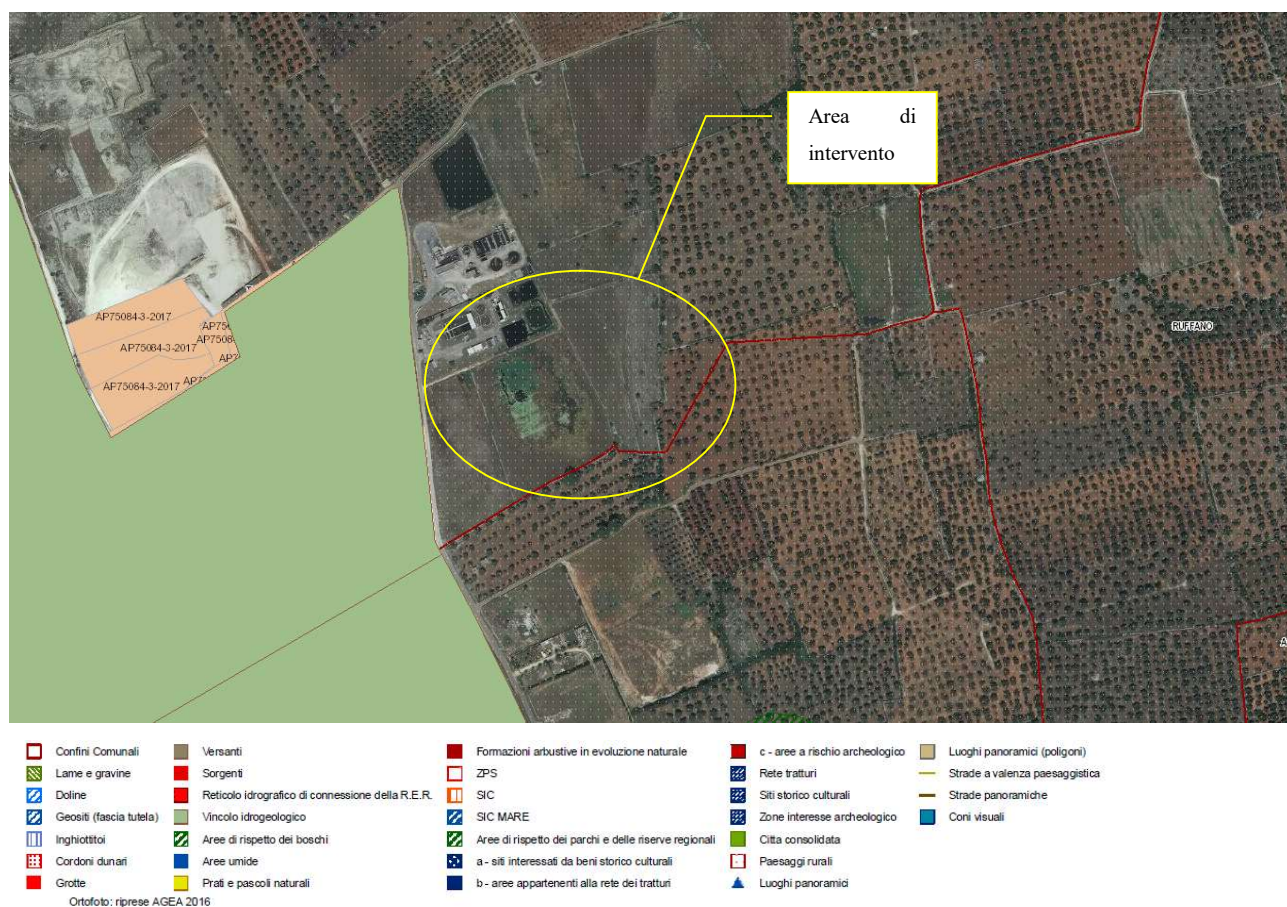 Area di
intervento
RUFFANO
AP75084-3-2017
AP75084-3-2017
AP75084-3-2017
Confini Comunali
Lame e gravine
Doline
Geositi (fascia tutela)
Inghiottitoi
Cordoni dunari
Grotte
Versanti
Sorgenti
Reticolo idrografico di connessione della R.E.R.
Vincolo idrogeologico
Aree di rispetto dei boschi
Aree umide
Prati e pascoli naturali
Formazioni arbustive in evoluzione naturale
ZPS
SIC
SIC MARE
Aree di rispetto dei parchi e delle riserve regionali
a - siti interessati da beni storico culturali
b - aree appartenenti alla rete dei tratturi
c - aree a rischio archeologico
Rete tratturi
Siti storico culturali
Zone interesse archeologico
Citta consolidata
Paesaggi rurali
Luoghi panoramici
Luoghi panoramici (poligoni)
Strade a valenza paesaggistica
Strade panoramiche
Coni visuali
Ortofoto: riprese AGEA 2016